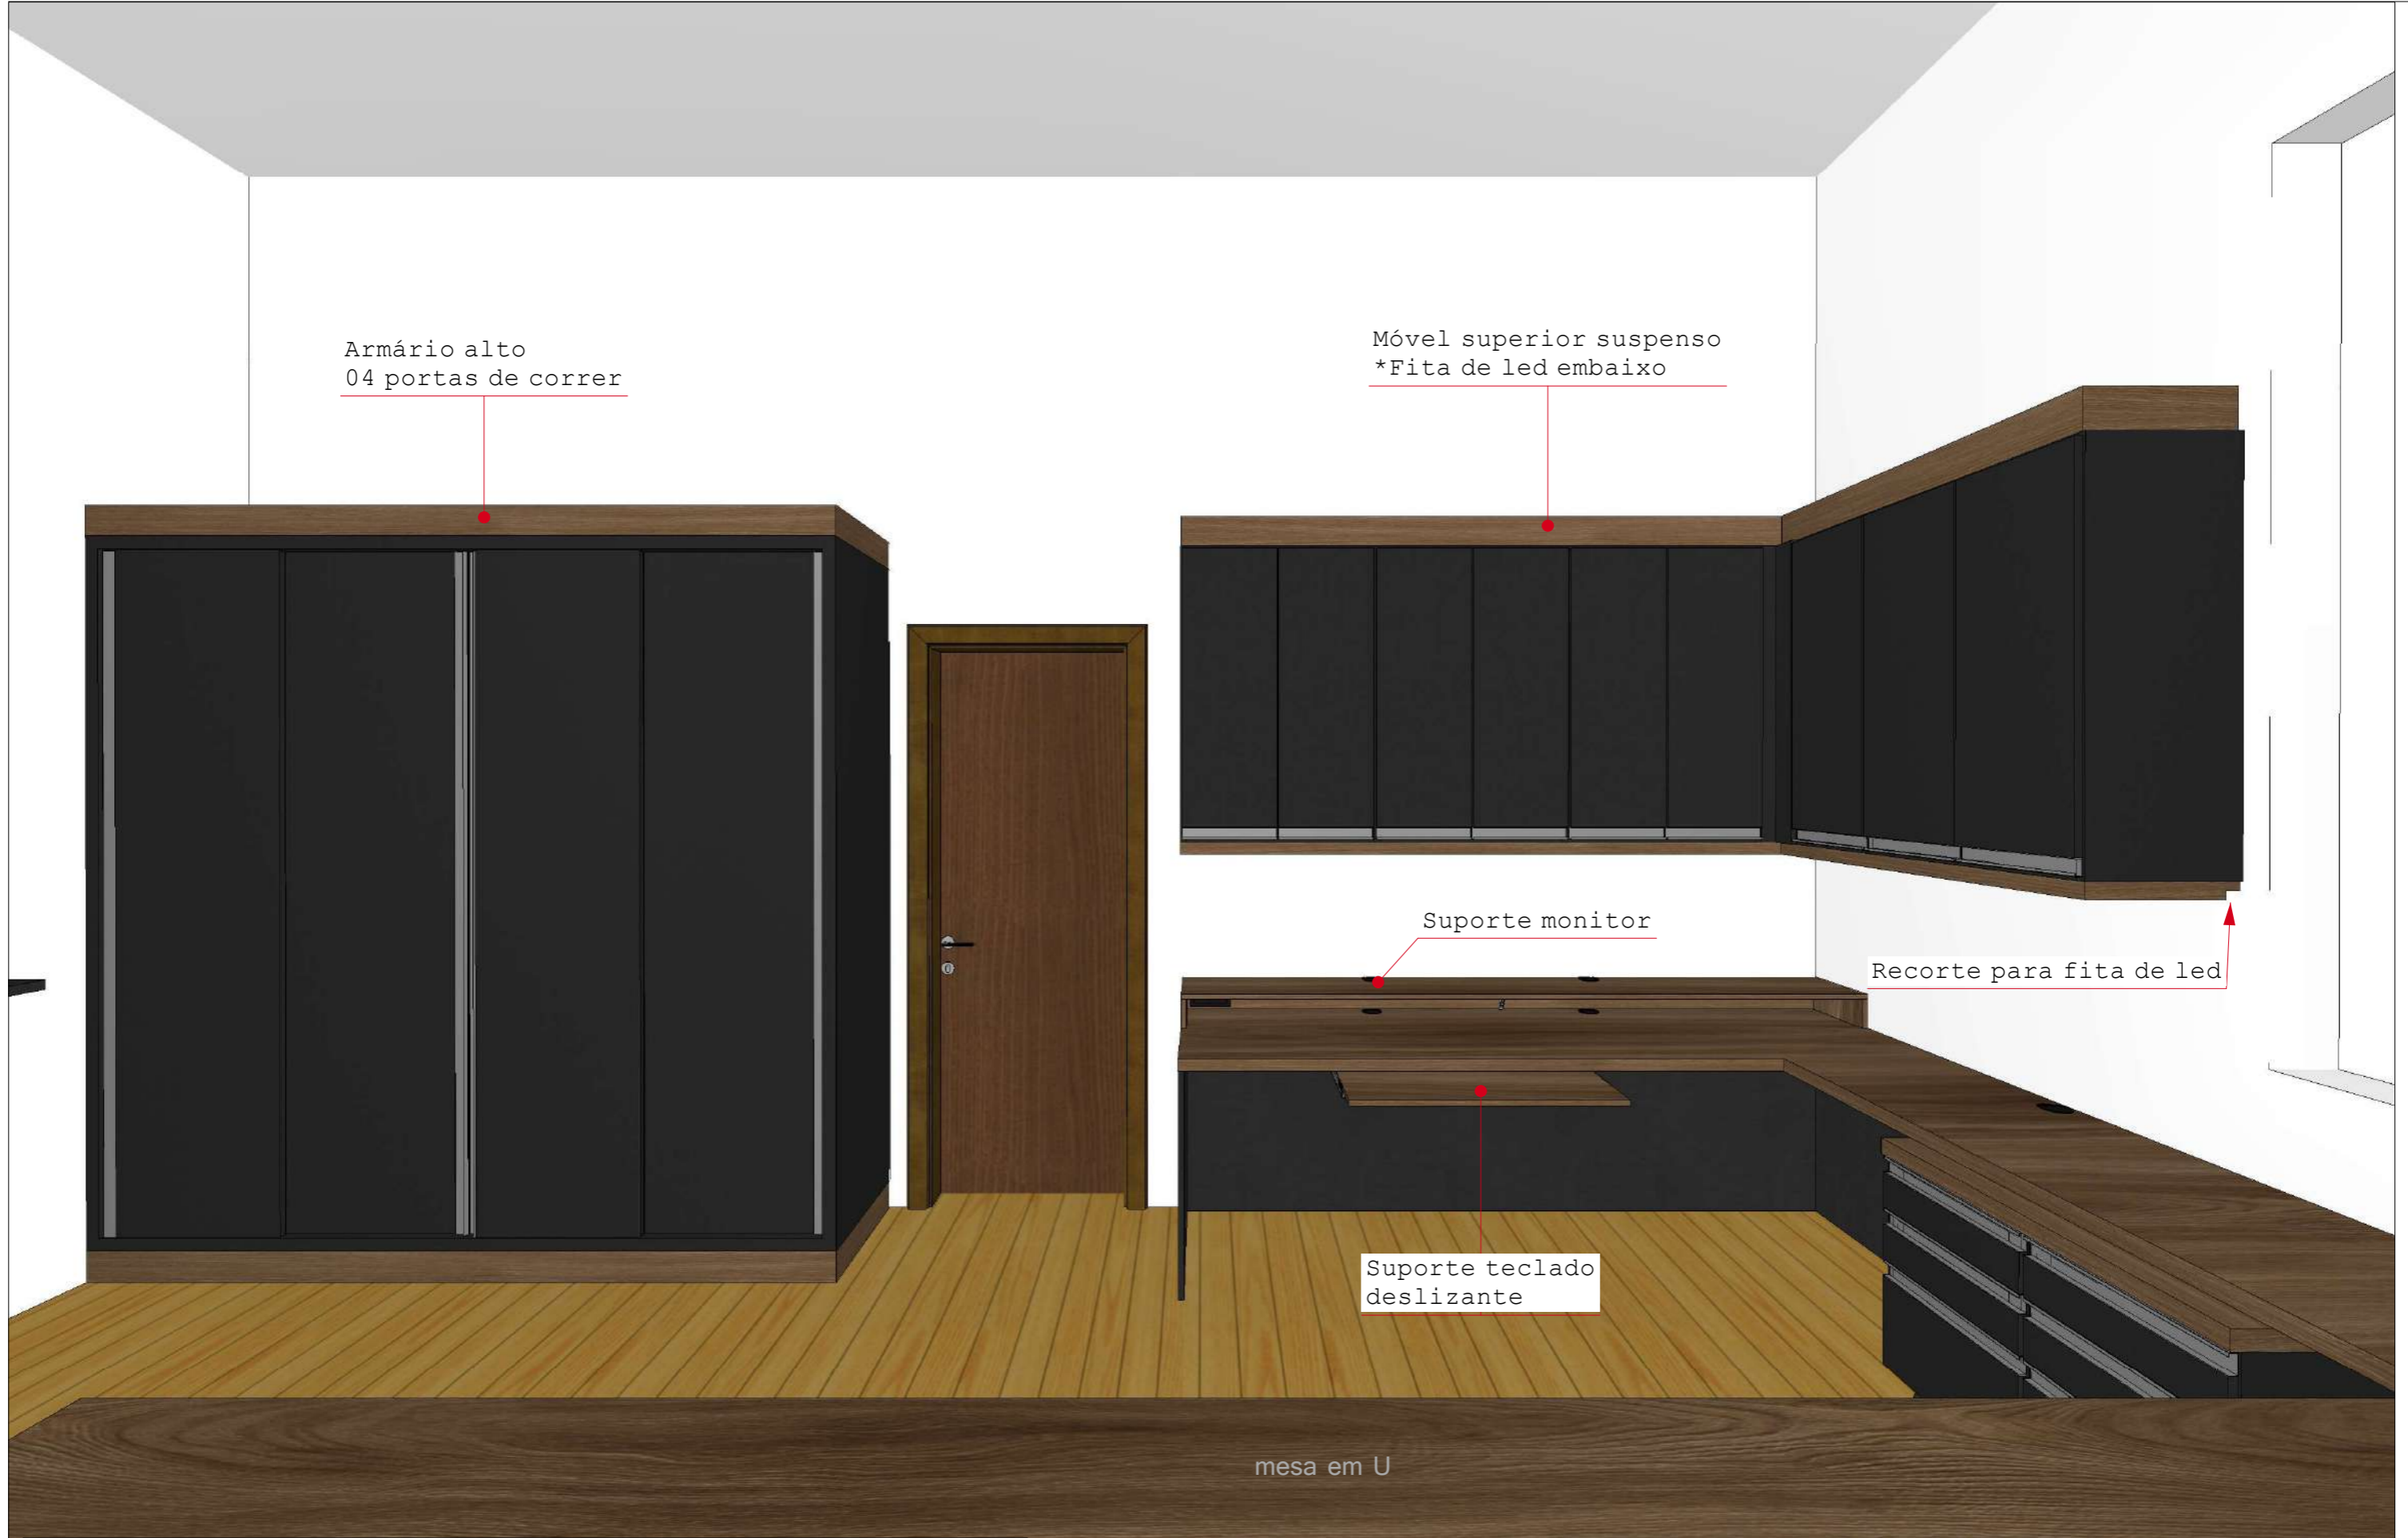 Móvel superior suspenso
*Fita de led embaixo
Armário alto
04 portas de correr
Suporte monitor
Recorte para fita de led
Suporte teclado
deslizante
mesa em U